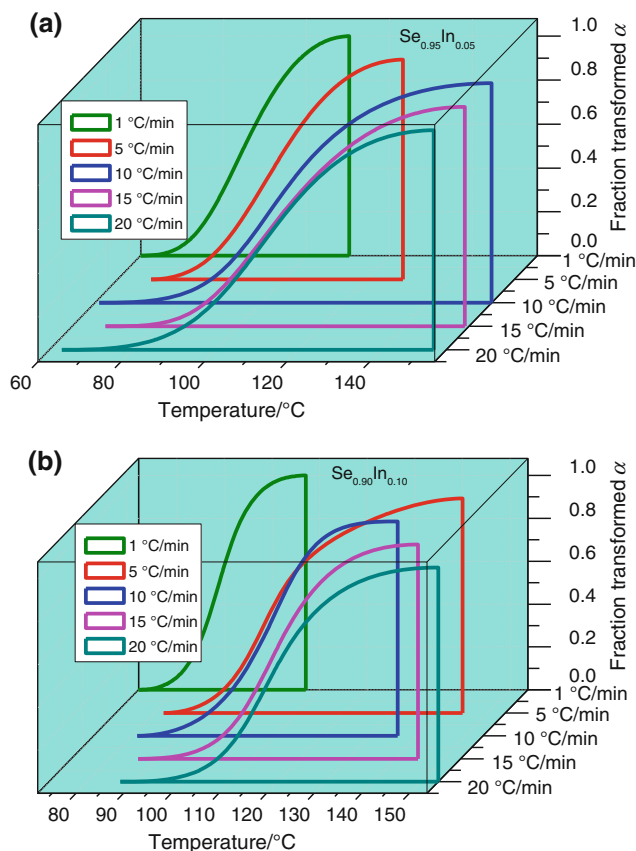 (a)
Se0.95In0.05
1 °C/min
5 °C/min
10 °C/min
15 °C/min
20 °C/min
1.0
0.8
0.6
0.4
0.2
0.0
Fraction transformed α
1 °C/min
5 °C/min
10 °C/min
15 °C/min
20 °C/min
60 80 100 120 140
Temperature/°C
(b)
Se0.90In0.10
1 °C/min
5 °C/min
10 °C/min
15 °C/min
20 °C/min
1.0
0.8
0.6
0.4
0.2
0.0
Fraction transformed α
1 °C/min
5 °C/min
10 °C/min
15 °C/min
20 °C/min
80 90 100 110 120 130 140 150
Temperature/°C